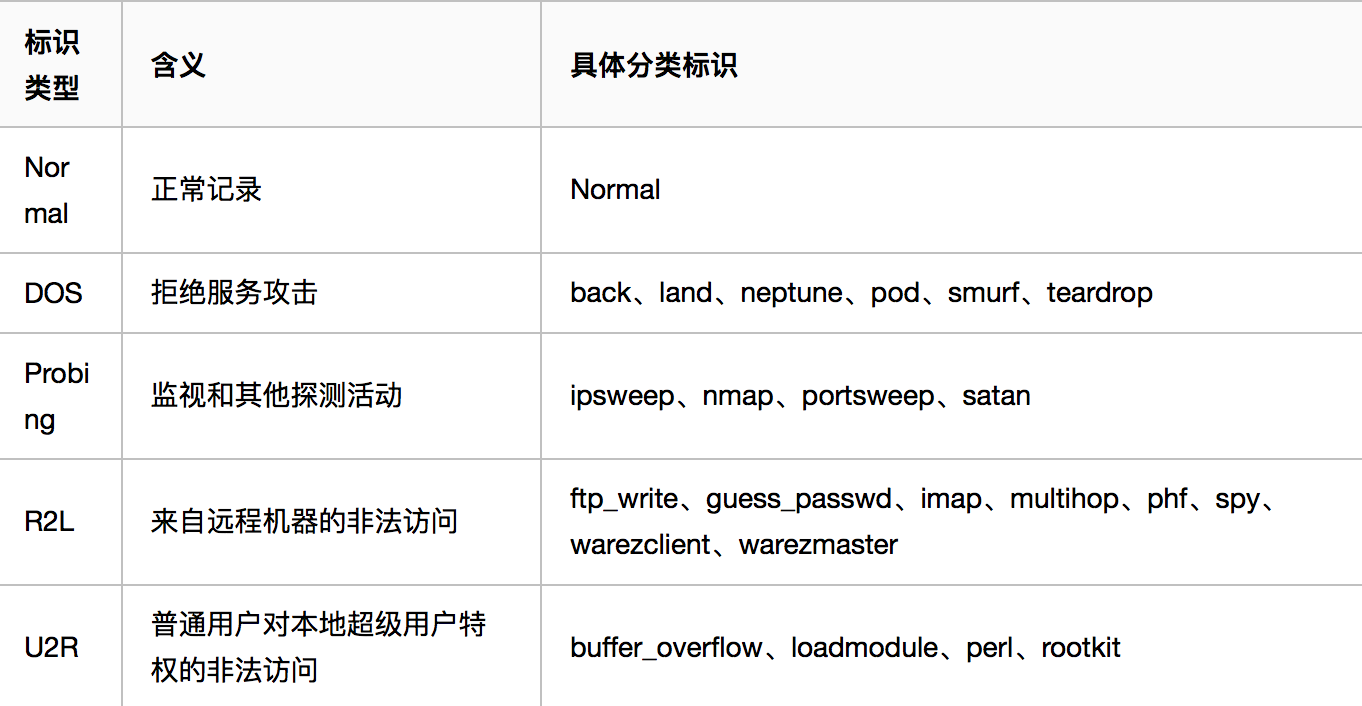 标识
类型
含义
具体分类标识
Nor
mal
正常记录
Normal
DOS
拒绝服务攻击
back、land、neptune、pod、smurf、teardrop
Probi
ng
监视和其他探测活动
ipsweep、nmap、portsweep、satan
R2L
来自远程机器的非法访问
ftp_write、guess_passwd、imap、multihop、phf、spy、
warezclient、warezmaster
U2R
普通用户对本地超级用户特
权的非法访问
buffer_overflow、loadmodule、perl、rootkit